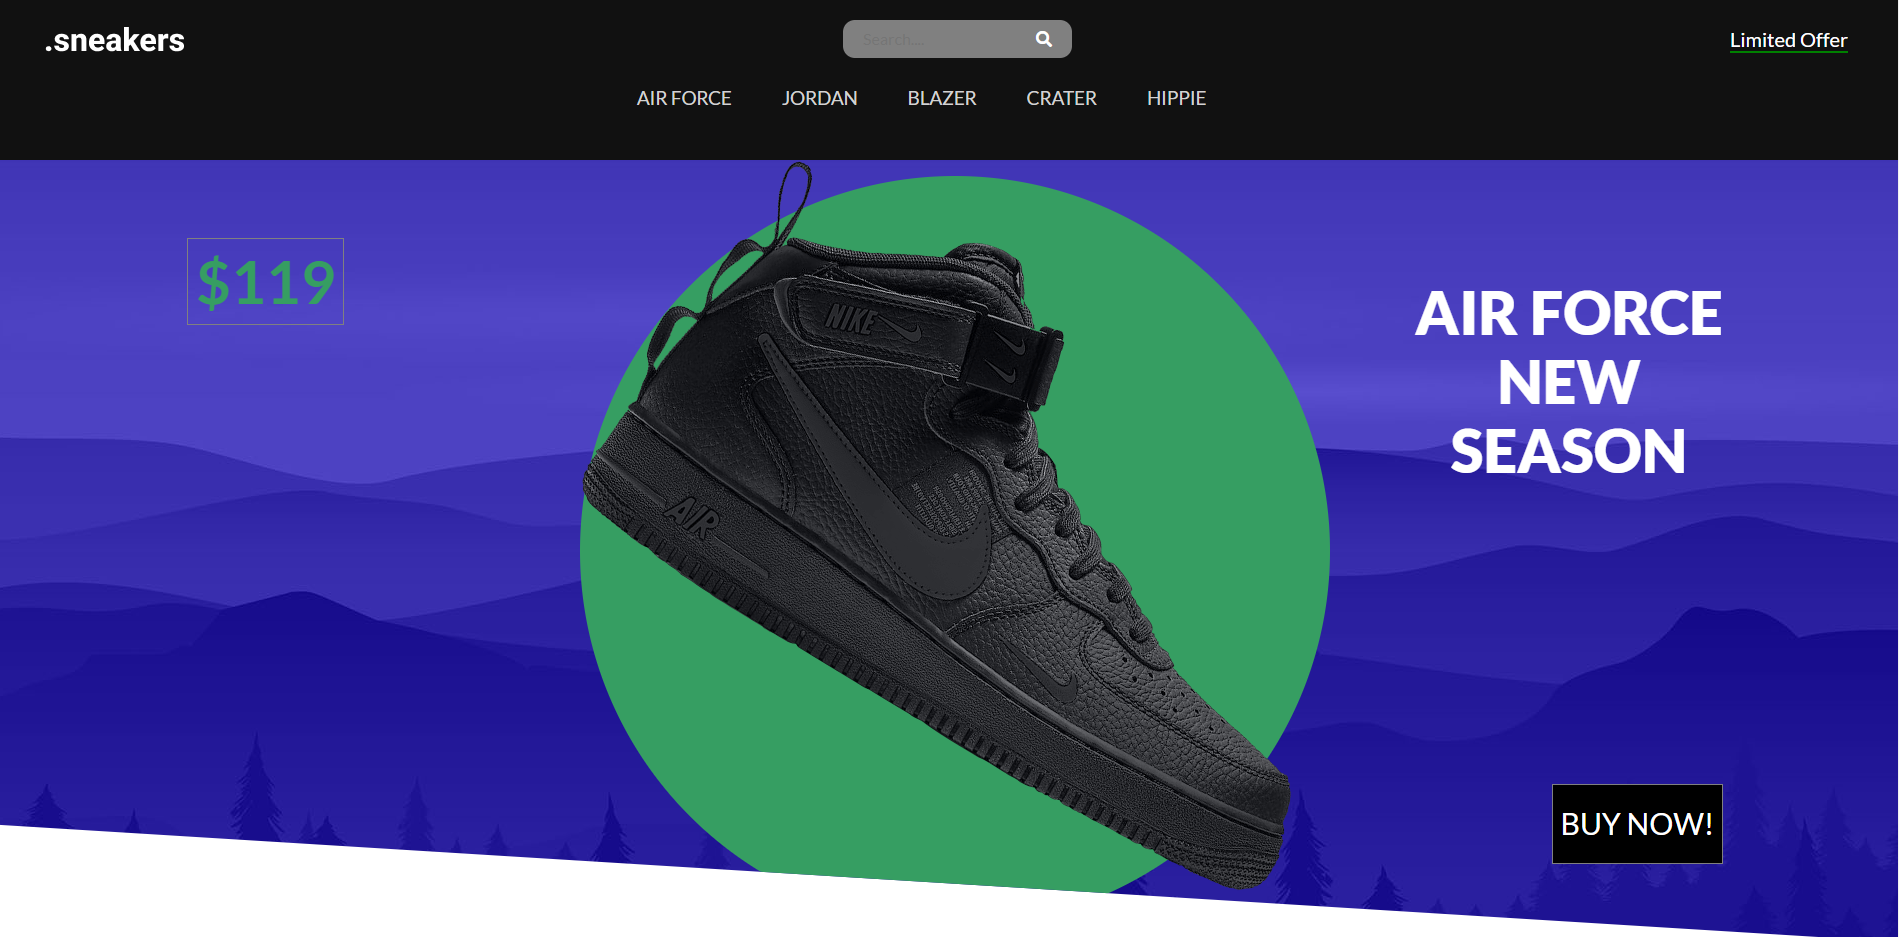 .sneakers
Search....
Limited Offer
AIR FORCE JORDAN BLAZER CRATER HIPPIE
$119
NIKE
AIR
AIR FORCE
NEW
SEASON
BUY NOW!